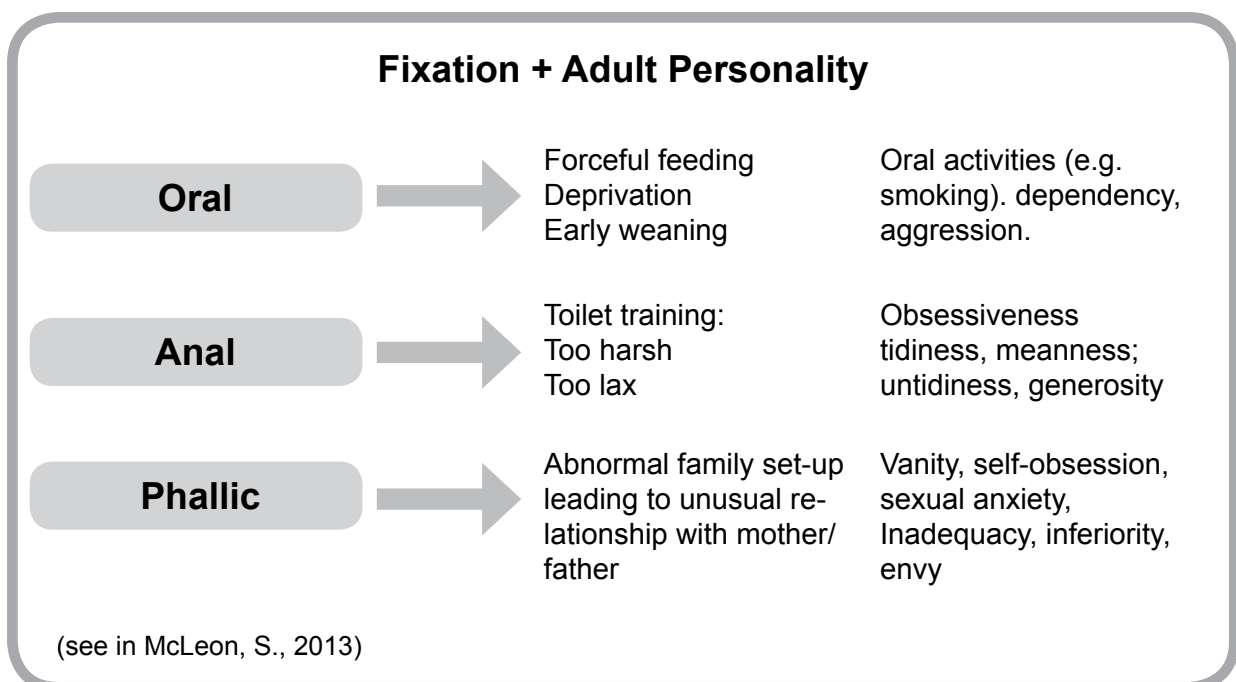 Fixation + Adult Personality
Oral
Forceful feeding
Deprivation
Early weaning
Oral activities (e.g.
smoking). dependency,
aggression.
Anal
Toilet training:
Too harsh
Too lax
Obsessiveness
tidiness, meanness;
untidiness, generosity
Phallic
Abnormal family set-up
leading to unusual re-
lationship with mother/
father
Vanity, self-obsession,
sexual anxiety,
Inadequacy, inferiority,
envy
(see in McLeon, S., 2013)